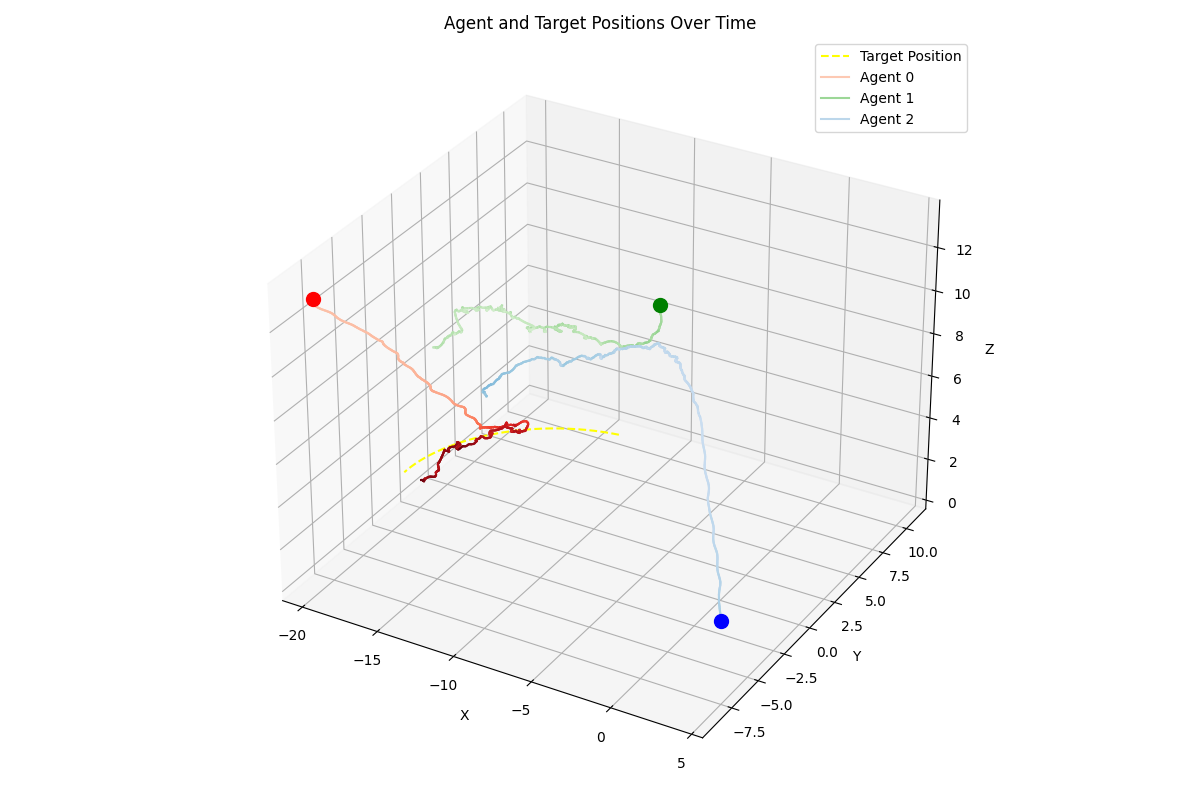 Agent and Target Positions Over Time
Target Position
Agent 0
Agent 1
Agent 2
12
10
8
6
4
2
0
Z
10.0
7.5
5.0
2.5
0.0
−2.5
−5.0
−7.5
Y
−20
−15
−10
−5
0
5
X